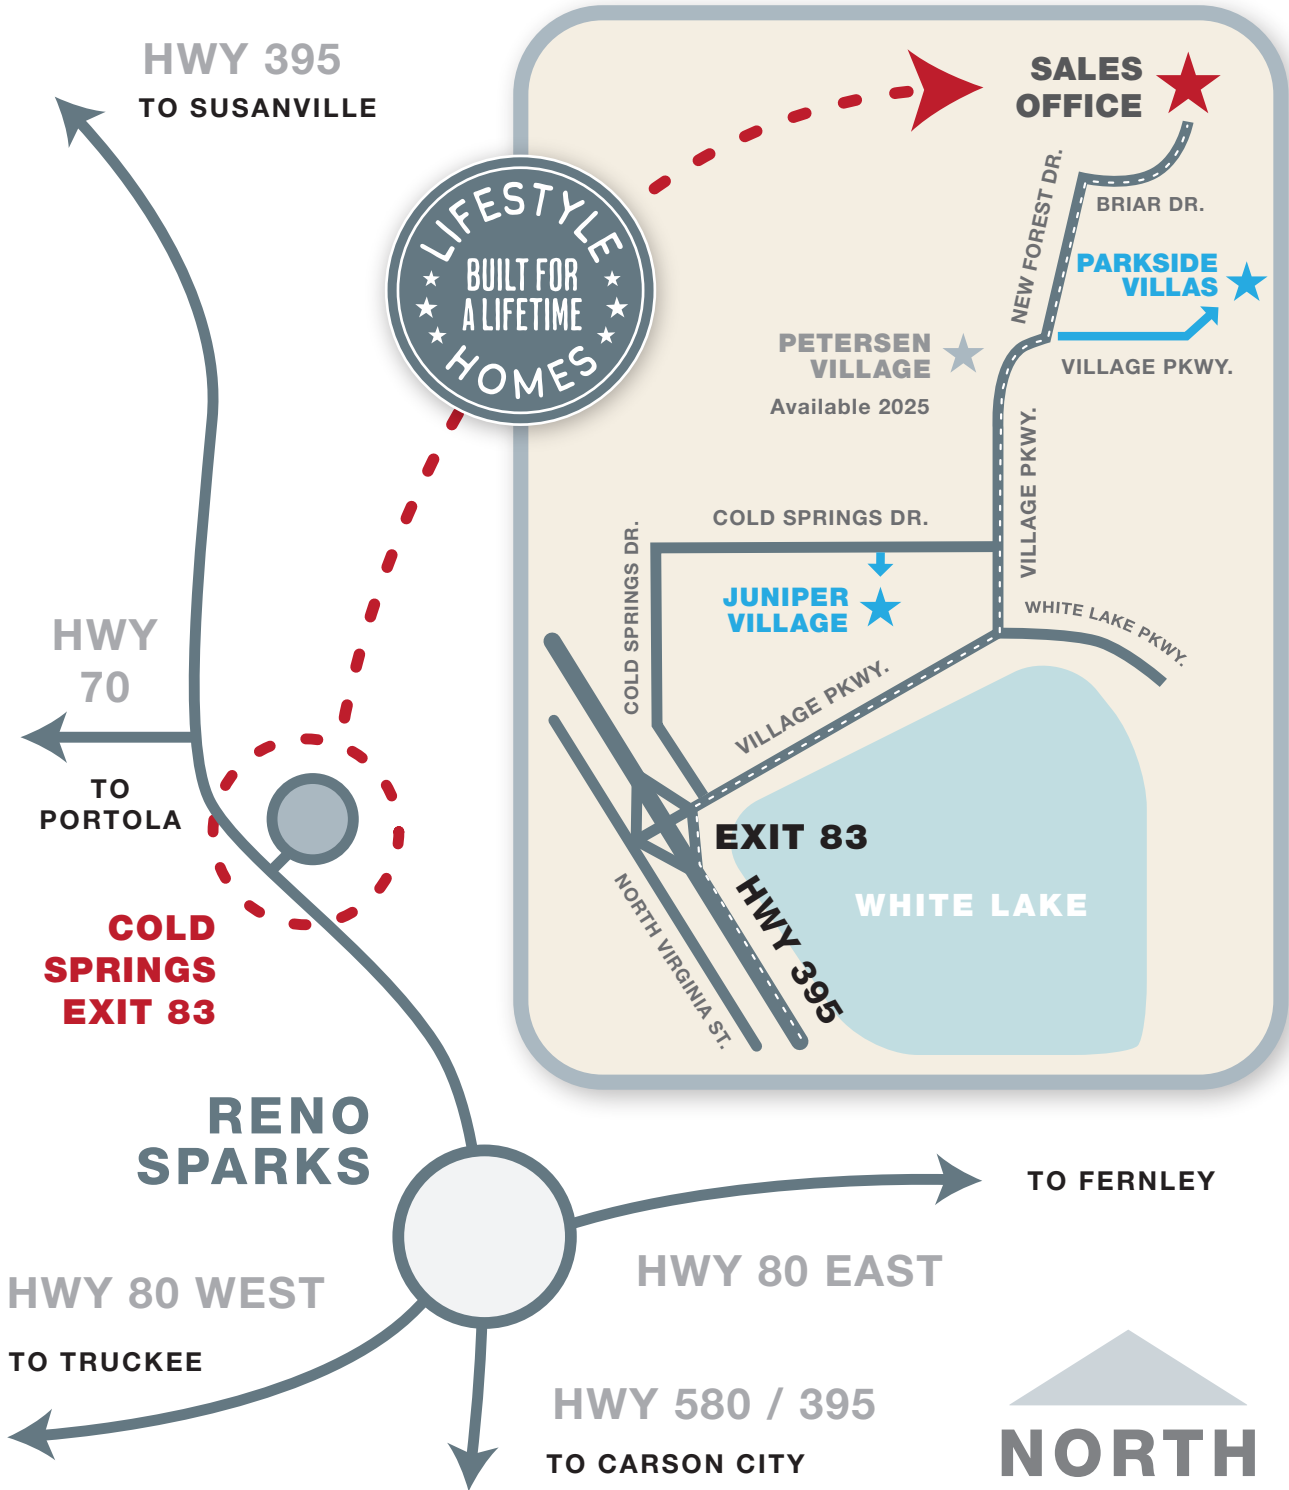 HWY 395
TO SUSANVILLE
SALES
OFFICE
NEW FOREST DR.
BRIAR DR.
LIFESTYLE
BUILT FOR
A LIFETIME
HOMES
PARKSIDE
VILLAS
PETERSEN
VILLAGE
Available 2025
VILLAGE PKWY.
VILLAGE PKWY.
COLD SPRINGS DR.
COLD SPRINGS DR.
JUNIPER
VILLAGE
WHITE LAKE PKWY.
VILLAGE PKWY.
HWY
70
TO
PORTOLA
EXIT 83
HWY 395
WHITE LAKE
NORTH VIRGINIA ST.
COLD
SPRINGS
EXIT 83
RENO
SPARKS
TO FERNLEY
HWY 80 EAST
HWY 80 WEST
TO TRUCKEE
HWY 580 / 395
TO CARSON CITY
NORTH